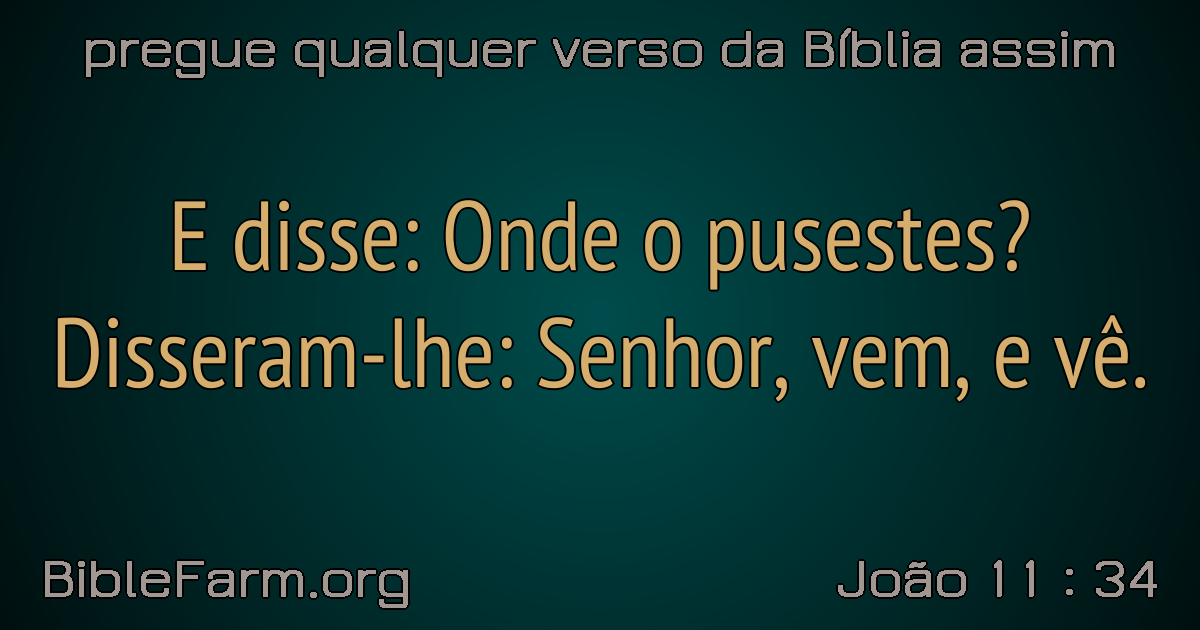 pregue qualquer verso da Bíblia assim
E disse: Onde o pusestes?
Disseram-lhe: Senhor, vem, e vê.
BibleFarm.org
João 11 : 34